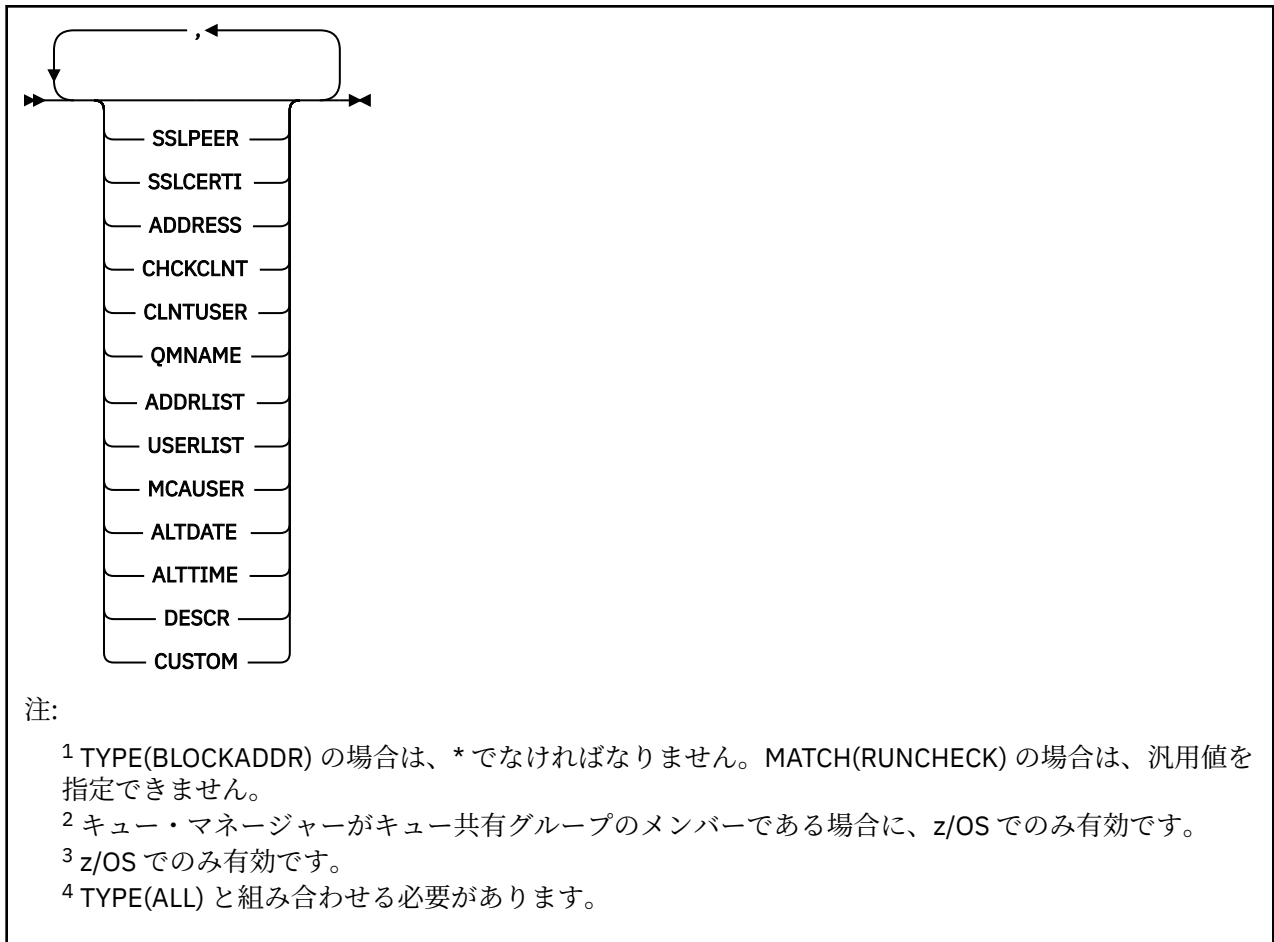 ,
SSLPEER
SSLCERTI
ADDRESS
CHCKCLNT
CLNTUSER
QMNAME
ADDRLIST
USERLIST
MCAUSER
ALTDATE
ALTTIME
DESCR
CUSTOM
注:
1 TYPE(BLOCKADDR) の場合は、* でなければなりません。MATCH(RUNCHECK) の場合は、汎用値を
指定できません。
2 キュー・マネージャーがキュー共有グループのメンバーである場合に、z/OS でのみ有効です。
3 z/OS でのみ有効です。
4 TYPE(ALL) と組み合わせる必要があります。